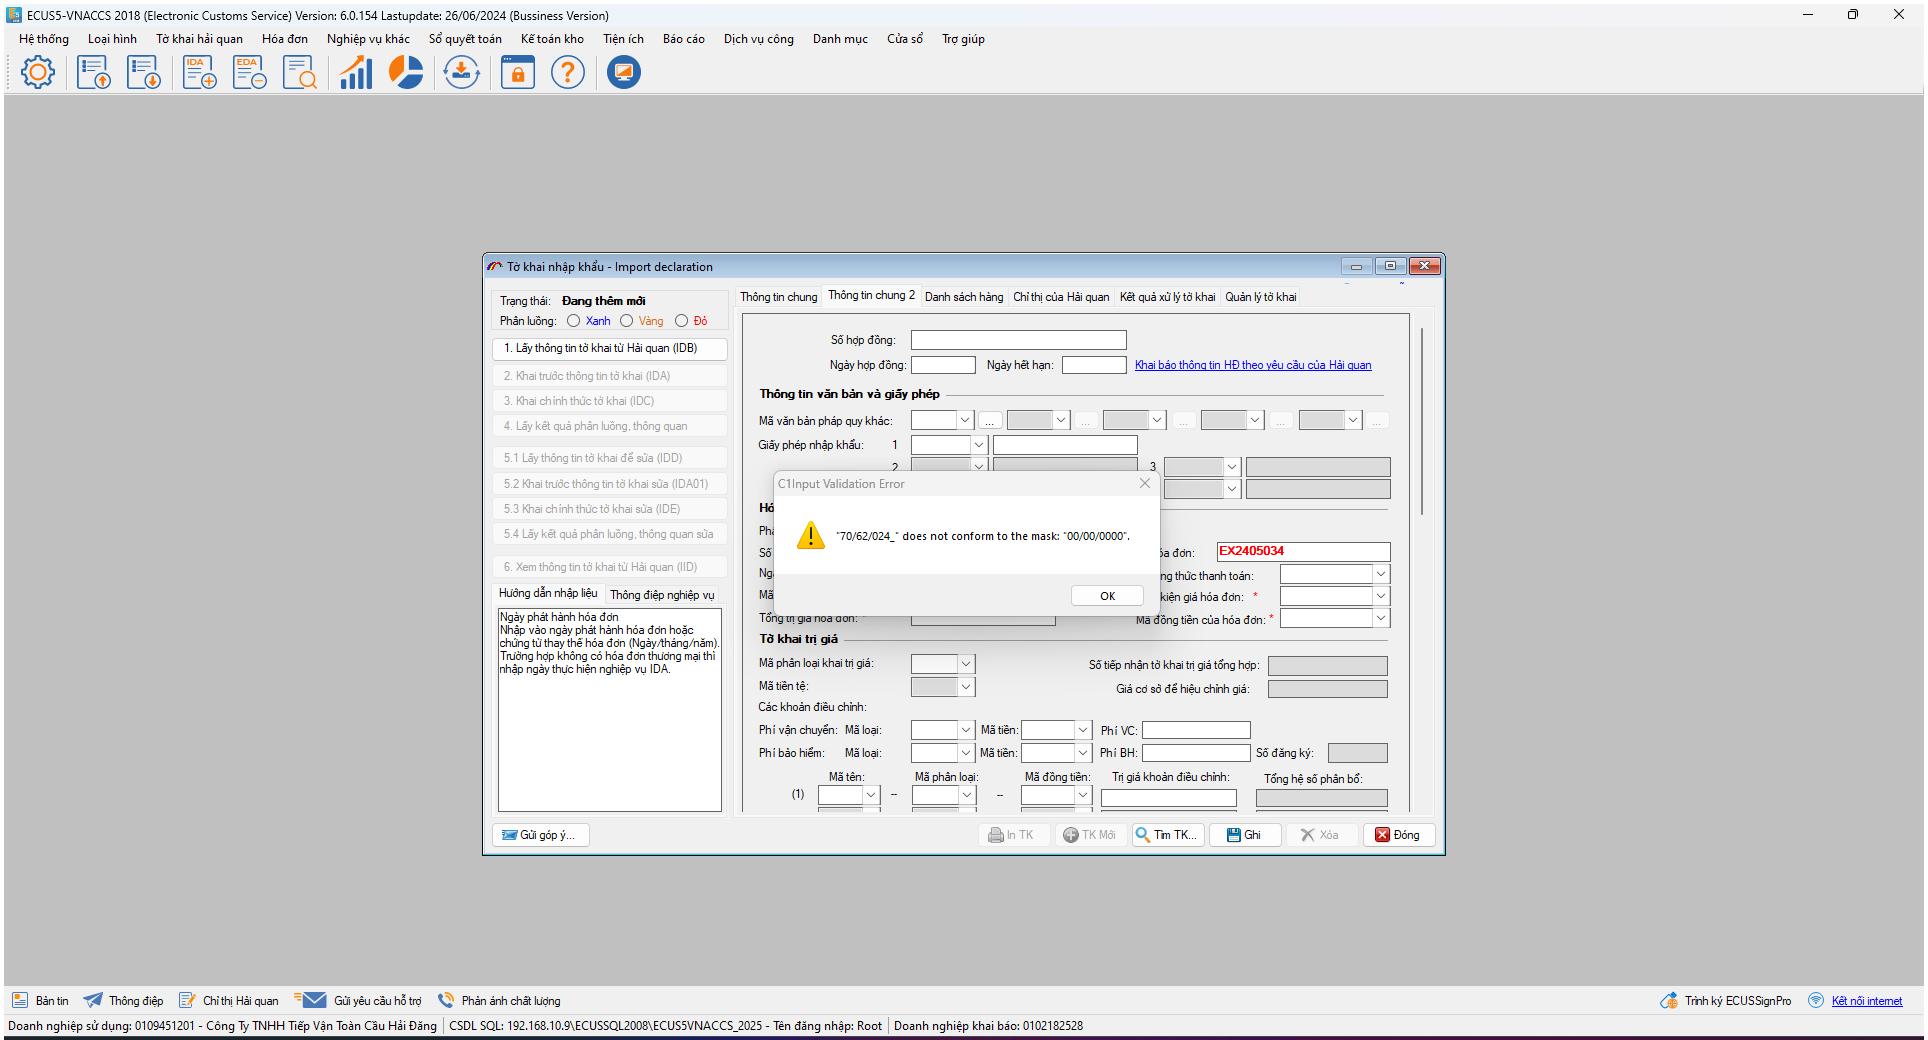 ECUS5-VNACCS 2018 (Electronic Customs Service) Version: 6.0.154 Lastupdate: 26/06/2024 (Bussiness Version)
Hệ thống Loại hình Tờ khai hải quan Hóa đơn Nghiệp vụ khác Sổ quyết toán Kế toán kho Tiện ích Báo cáo Dịch vụ công Danh mục Cửa sổ Trợ giúp
IDA EDA
Tờ khai nhập khẩu - Import declaration
Trạng thái: Đang thêm mới
Phân luồng: Xanh Vàng Đỏ
1. Lấy thông tin tờ khai từ Hải quan (IDB)
2. Khai trước thông tin tờ khai (IDA)
3. Khai chính thức tờ khai (IDC)
4. Lấy kết quả phân luồng, thông quan
5.1 Lấy thông tin tờ khai để sửa (IDD)
5.2 Khai trước thông tin tờ khai sửa (IDA01)
5.3 Khai chính thức tờ khai sửa (IDE)
5.4 Lấy kết quả phân luồng, thông quan sửa
6. Xem thông tin tờ khai từ Hải quan (IID)
Hướng dẫn nhập liệu Thông điệp nghiệp vụ
Ngày phát hành hóa đơn
Nhập vào ngày phát hành hóa đơn hoặc
chứng từ thay thế hóa đơn (Ngày/tháng/năm).
Trường hợp không có hóa đơn thương mại thì
nhập ngày thực hiện nghiệp vụ IDA.
Thông tin chung Thông tin chung 2 Danh sách hàng Chỉ thị của Hải quan Kết quả xử lý tờ khai Quản lý tờ khai
Số hợp đồng:
Ngày hợp đồng: Ngày hết hạn: Khai báo thông tin HĐ theo yêu cầu của Hải quan
Thông tin văn bản và giấy phép
Mã văn bản pháp quy khác: ... ... ... ... ...
Giấy phép nhập khẩu: 1
2 3
C1Input Validation Error
"70/62/024_" does not conform to the mask: "00/00/0000".
OK
Hó
Phâ
Số óa đơn: EX2405034
Ngà ng thức thanh toán:
Mã kiện giá hóa đơn: *
Tổng trị giá hóa đơn: * Mã đồng tiền của hóa đơn: *
Tờ khai trị giá
Mã phân loại khai trị giá: Số tiếp nhận tờ khai trị giá tổng hợp:
Mã tiền tệ: Giá cơ sở để hiệu chỉnh giá:
Các khoản điều chỉnh:
Phí vận chuyển: Mã loại: Mã tiền: Phí VC:
Phí bảo hiểm: Mã loại: Mã tiền: Phí BH: Số đăng ký:
Mã tên: Mã phân loại: Mã đồng tiền: Trị giá khoản điều chỉnh: Tổng hệ số phân bổ:
(1) -- --
Gửi góp ý... In TK TK Mới Tìm TK... Ghi Xóa Đóng
Bản tin Thông điệp Chỉ thị Hải quan Gửi yêu cầu hỗ trợ Phản ánh chất lượng Trình ký ECUSSignPro Kết nối internet
Doanh nghiệp sử dụng: 0109451201 - Công Ty TNHH Tiếp Vận Toàn Cầu Hải Đăng CSDL SQL: 192.168.10.9\ECUSSQL2008\ECUS5VNACCS_2025 - Tên đăng nhập: Root Doanh nghiệp khai báo: 0102182528